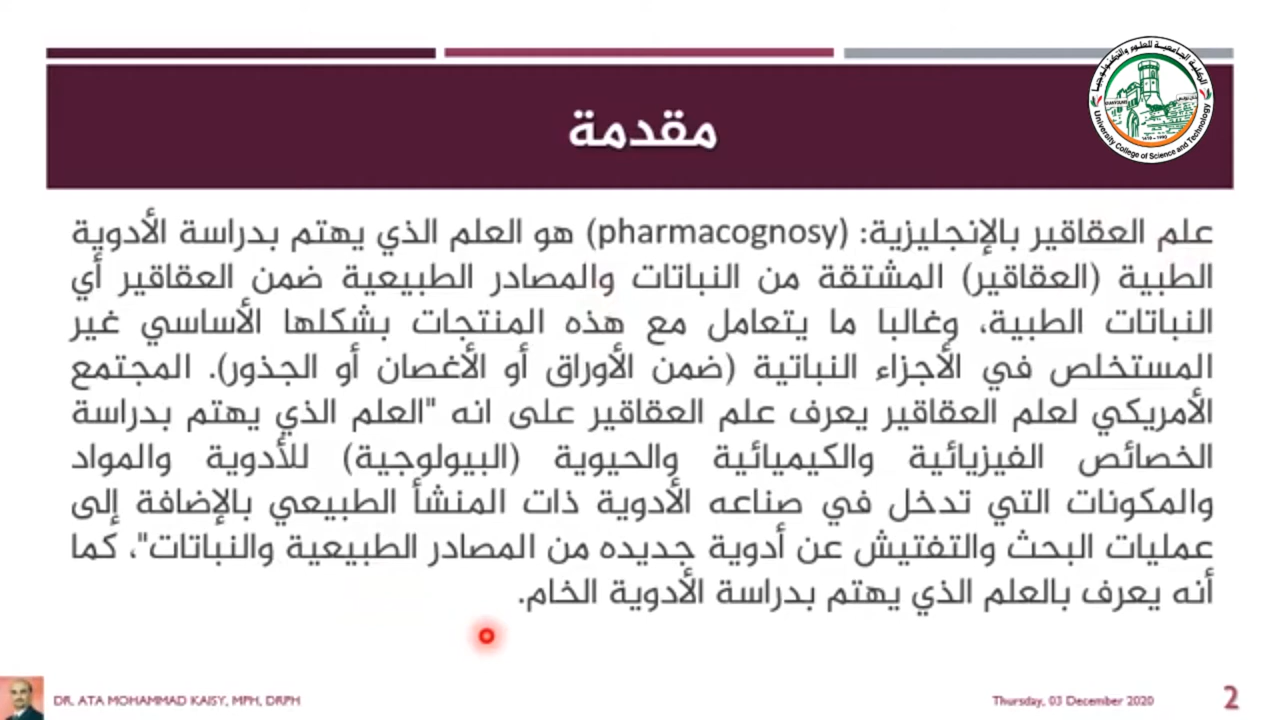 مقدمة
الكلية الجامعية للعلوم والتكنولوجيا
University College of Science and Technology
علم العقاقير بالإنجليزية: (pharmacognosy) هو العلم الذي يهتم بدراسة الأدوية
الطبية (العقاقير) المشتقة من النباتات والمصادر الطبيعية ضمن العقاقير أي
النباتات الطبية، وغالبا ما يتعامل مع هذه المنتجات بشكلها الأساسي غير
المستخلص في الأجزاء النباتية (ضمن الأوراق أو الأغصان أو الجذور). المجتمع
الأمريكي لعلم العقاقير يعرف علم العقاقير على انه "العلم الذي يهتم بدراسة
الخصائص الفيزيائية والكيميائية والحيوية (البيولوجية) للأدوية والمواد
والمكونات التي تدخل في صناعه الأدوية ذات المنشأ الطبيعي بالإضافة إلى
عمليات البحث والتفتيش عن أدوية جديده من المصادر الطبيعية والنباتات"، كما
أنه يعرف بالعلم الذي يهتم بدراسة الأدوية الخام.
DR. ATA MOHAMMAD KAISY, MPH, DRPH
Thursday, 03 December 2020
2